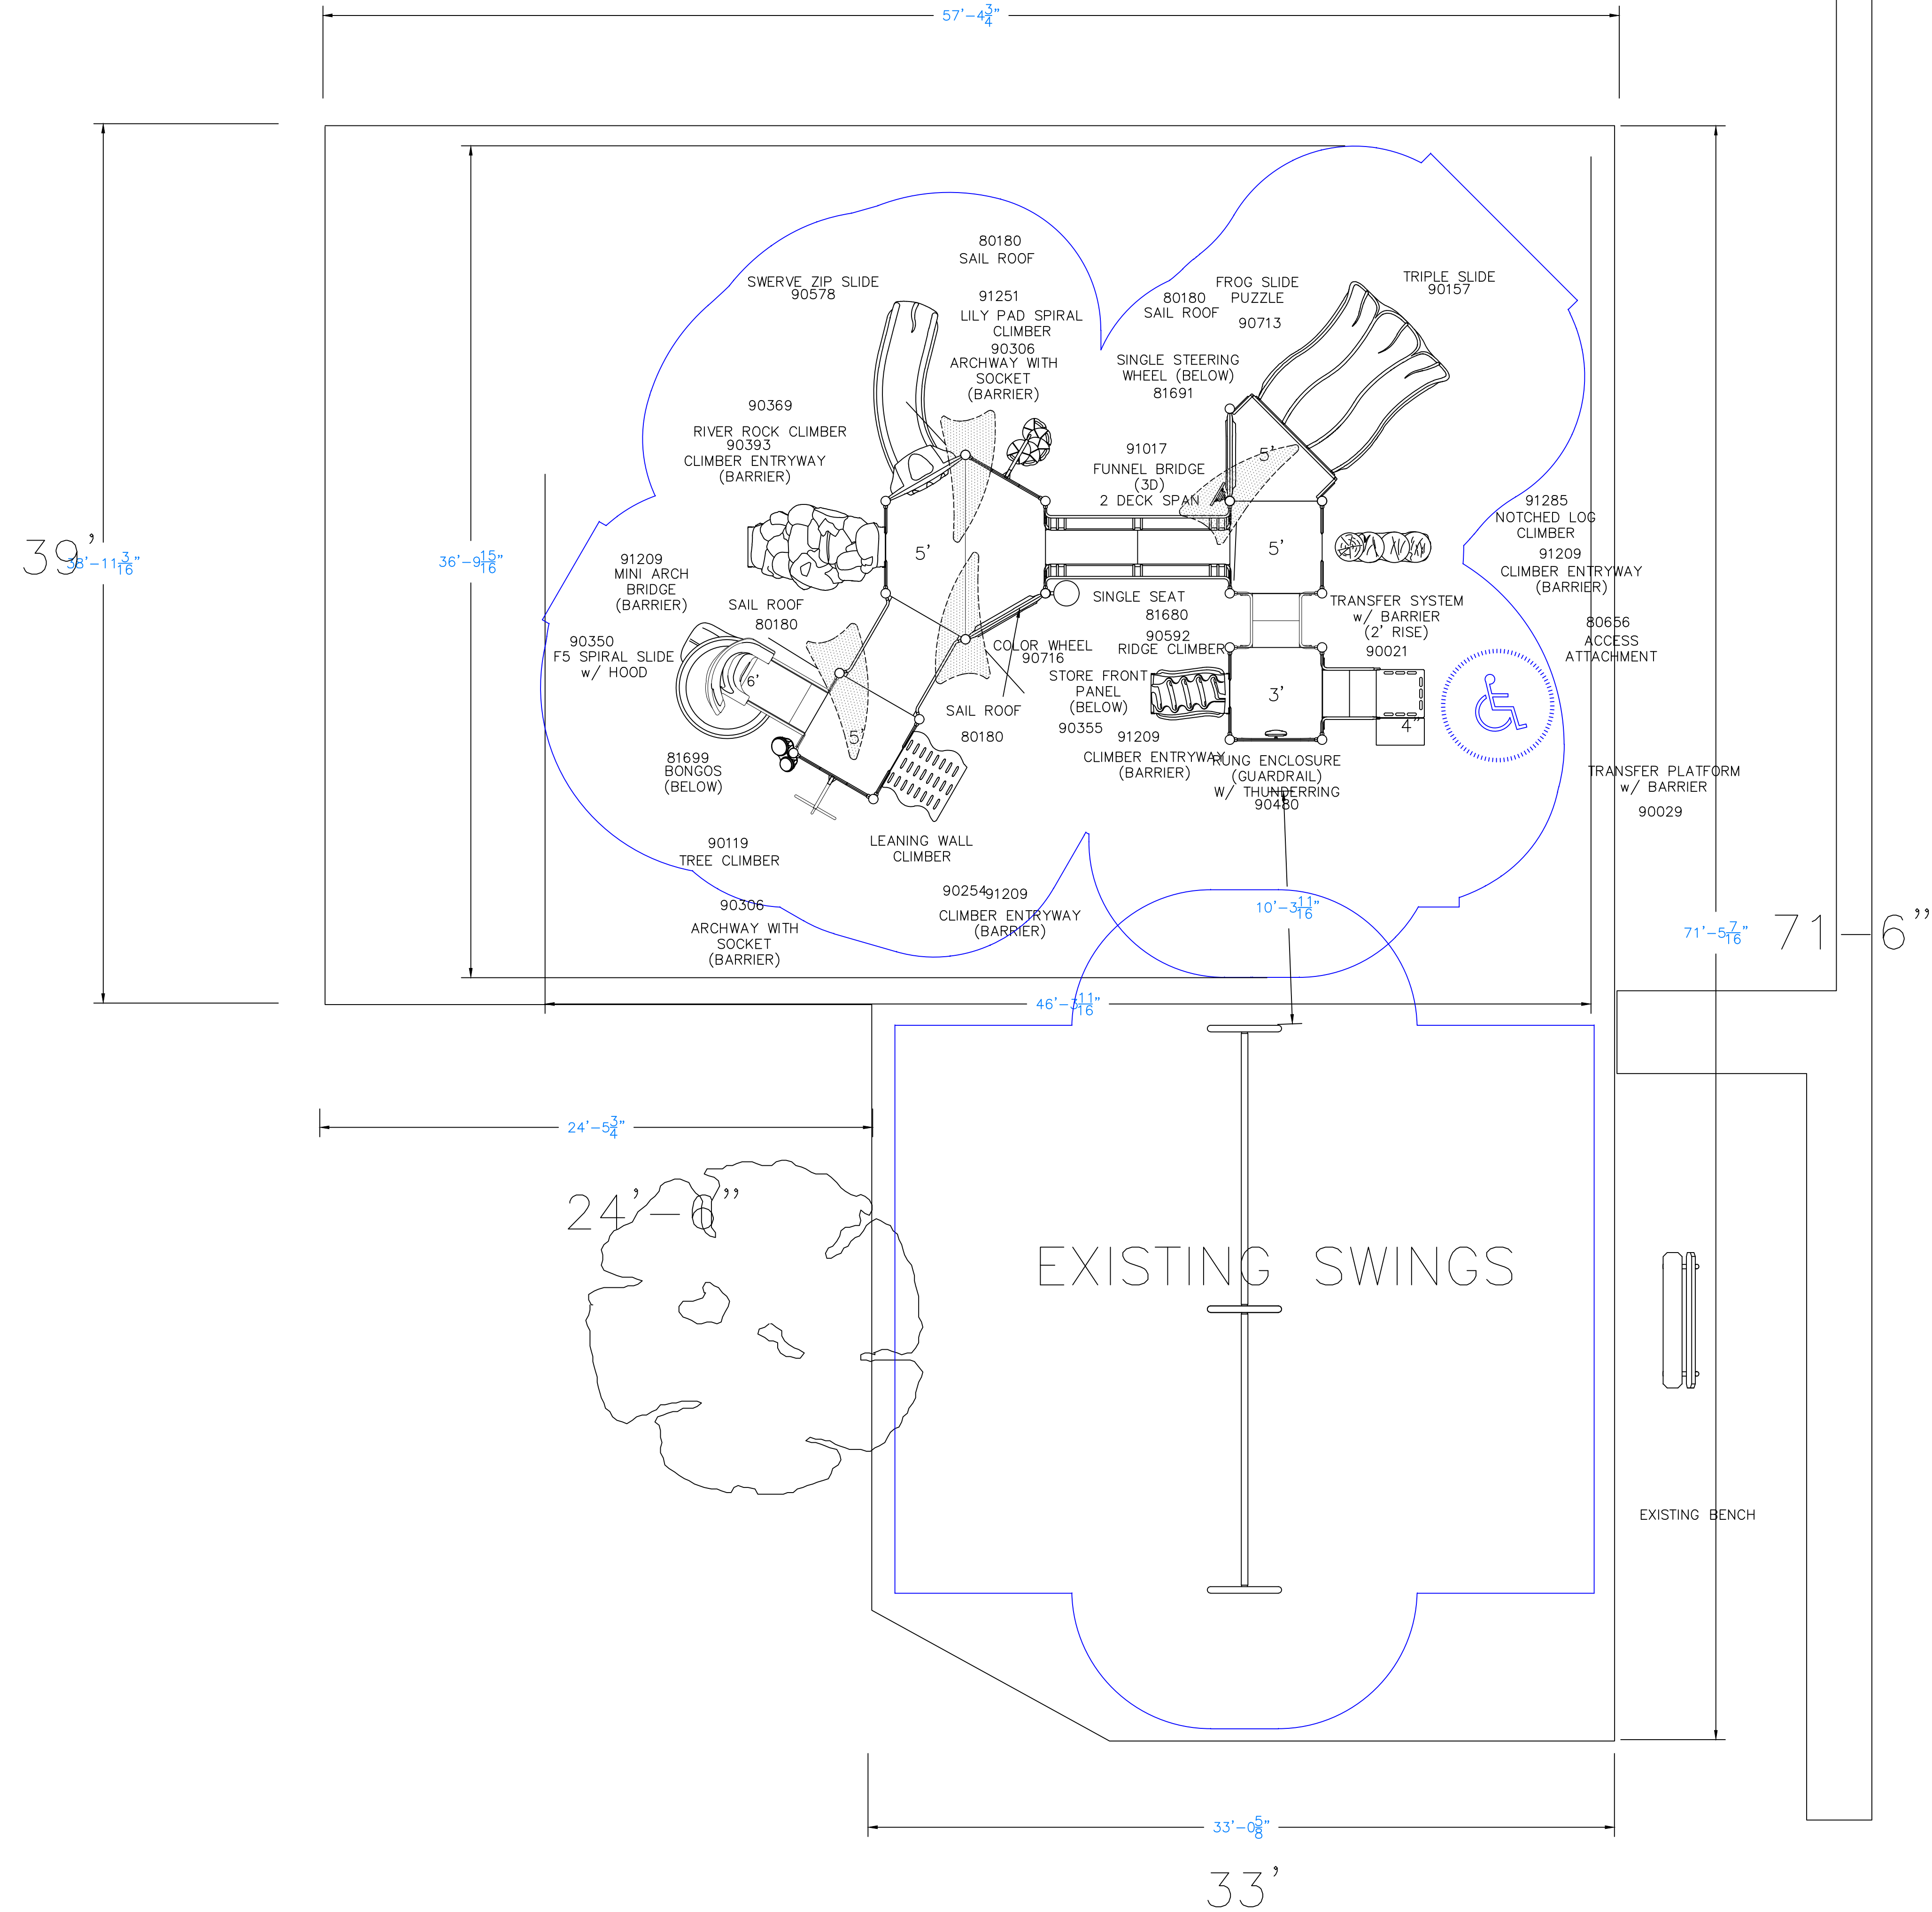 57'-4 3/4"
80180
SAIL ROOF
SWERVE ZIP SLIDE
90578
91251
LILY PAD SPIRAL
CLIMBER
90306
ARCHWAY WITH
SOCKET
(BARRIER)
FROG SLIDE
PUZZLE
90713
80180
SAIL ROOF
TRIPLE SLIDE
90157
SINGLE STEERING
WHEEL (BELOW)
81691
90369
RIVER ROCK CLIMBER
90393
CLIMBER ENTRYWAY
(BARRIER)
91017
FUNNEL BRIDGE
(3D)
2 DECK SPAN
5'
5'
5'
91285
NOTCHED LOG
CLIMBER
91209
CLIMBER ENTRYWAY
(BARRIER)
39'
38'-11 3/16"
36'-9 15/16"
91209
MINI ARCH
BRIDGE
(BARRIER)
SAIL ROOF
80180
SINGLE SEAT
81680
TRANSFER SYSTEM
w/ BARRIER
(2' RISE)
90021
80656
ACCESS
ATTACHMENT
90350
F5 SPIRAL SLIDE
w/ HOOD
COLOR WHEEL
90716
90592
RIDGE CLIMBER
STORE FRONT
PANEL
(BELOW)
90355
6'
3'
4"
5'
SAIL ROOF
80180
81699
BONGOS
(BELOW)
91209
CLIMBER ENTRYWAY
(BARRIER)
RUNG ENCLOSURE
(GUARDRAIL)
W/ THUNDERRING
90480
TRANSFER PLATFORM
w/ BARRIER
90029
90119
TREE CLIMBER
LEANING WALL
CLIMBER
90254
91209
CLIMBER ENTRYWAY
(BARRIER)
90306
ARCHWAY WITH
SOCKET
(BARRIER)
10'-3 11/16"
71'-5 7/16"
71-6"
46'-3 11/16"
24'-5 3/4"
24'-6"
EXISTING SWINGS
EXISTING BENCH
33'-0 5/8"
33'